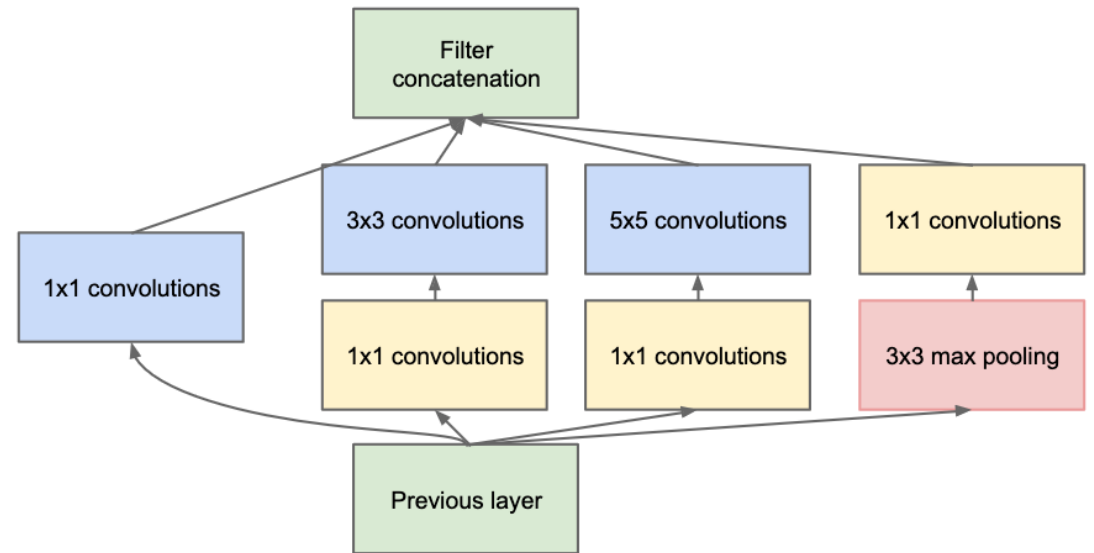 Filter
concatenation
3x3 convolutions
5x5 convolutions
1x1 convolutions
1x1 convolutions
1x1 convolutions
1x1 convolutions
3x3 max pooling
Previous layer